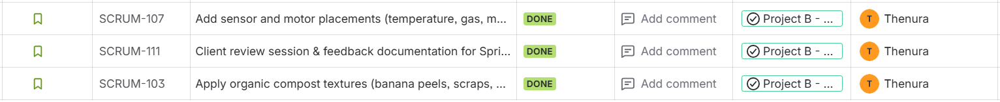 SCRUM-107 Add sensor and motor placements (temperature, gas, m... DONE Add comment Project B - ... T Thenura
SCRUM-111 Client review session & feedback documentation for Spri... DONE Add comment Project B - ... T Thenura
SCRUM-103 Apply organic compost textures (banana peels, scraps, ... DONE Add comment Project B - ... T Thenura